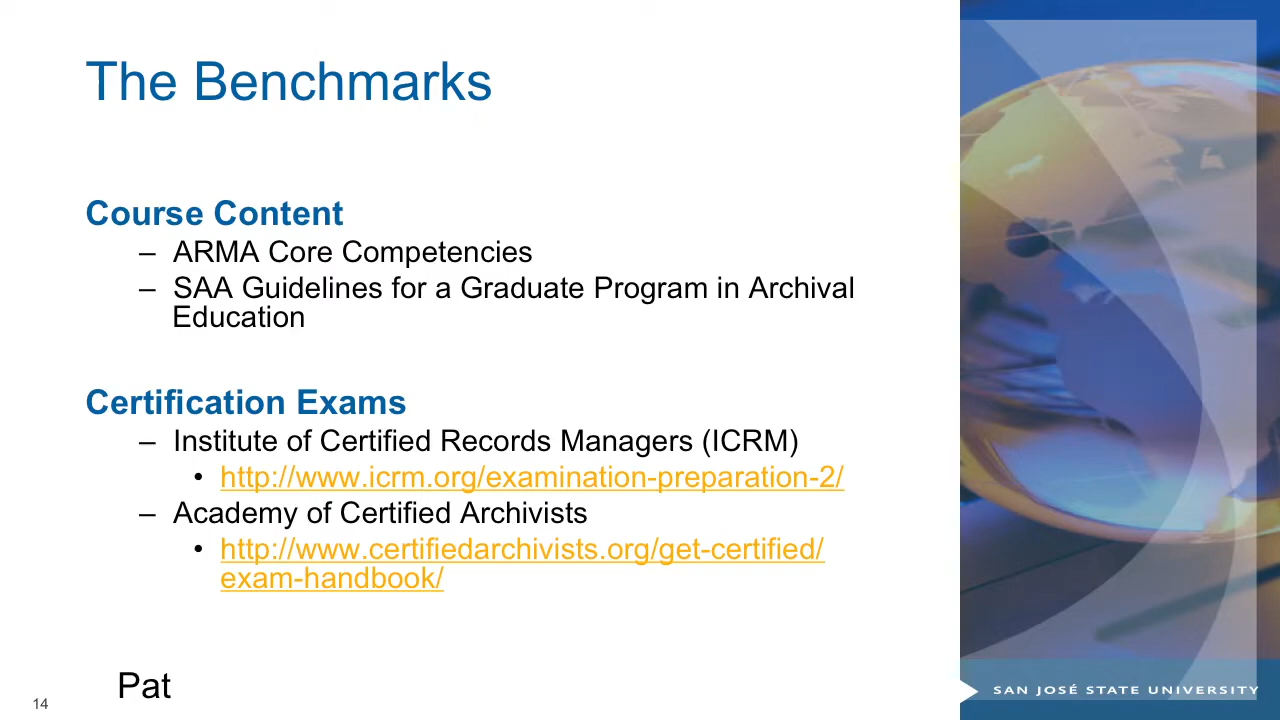 The Benchmarks
Course Content
– ARMA Core Competencies
– SAA Guidelines for a Graduate Program in Archival
Education
Certification Exams
– Institute of Certified Records Managers (ICRM)
• http://www.icrm.org/examination-preparation-2/
– Academy of Certified Archivists
• http://www.certifiedarchivists.org/get-certified/
exam-handbook/
Pat
14
SAN JOSÉ STATE UNIVERSITY